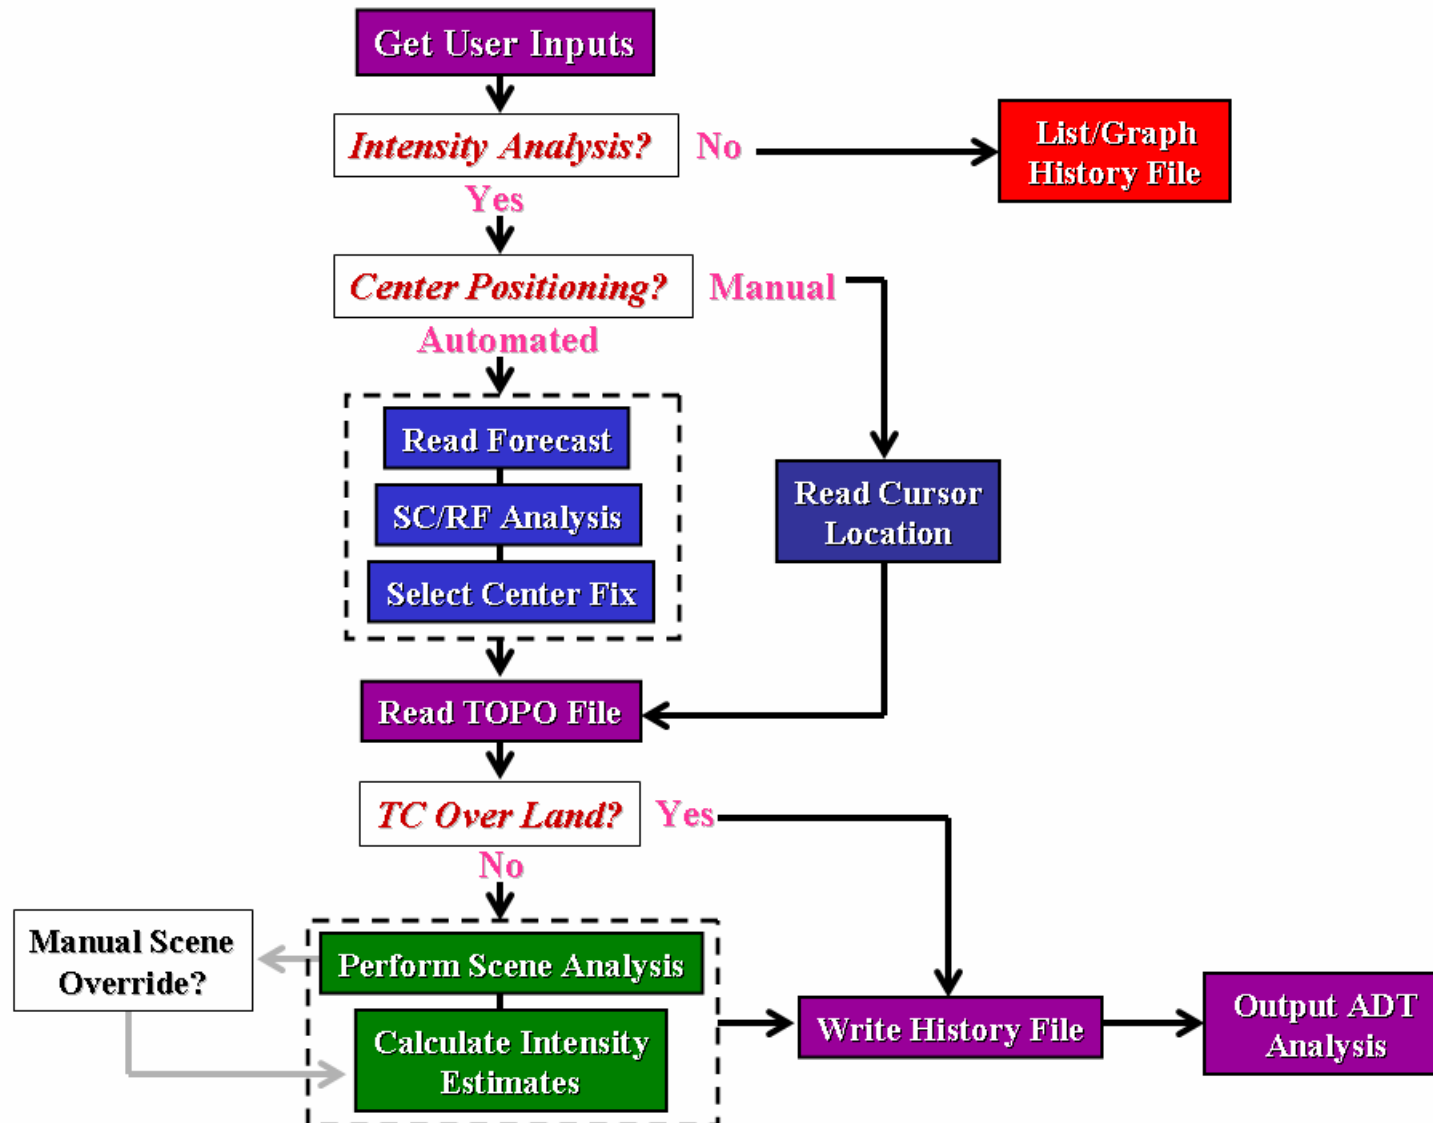 Get User Inputs
Intensity Analysis?
No
List/Graph
History File
Yes
Center Positioning?
Manual
Automated
Read Forecast
SC/RF Analysis
Select Center Fix
Read Cursor
Location
Read TOPO File
TC Over Land?
Yes
No
Manual Scene
Override?
Perform Scene Analysis
Calculate Intensity
Estimates
Write History File
Output ADT
Analysis